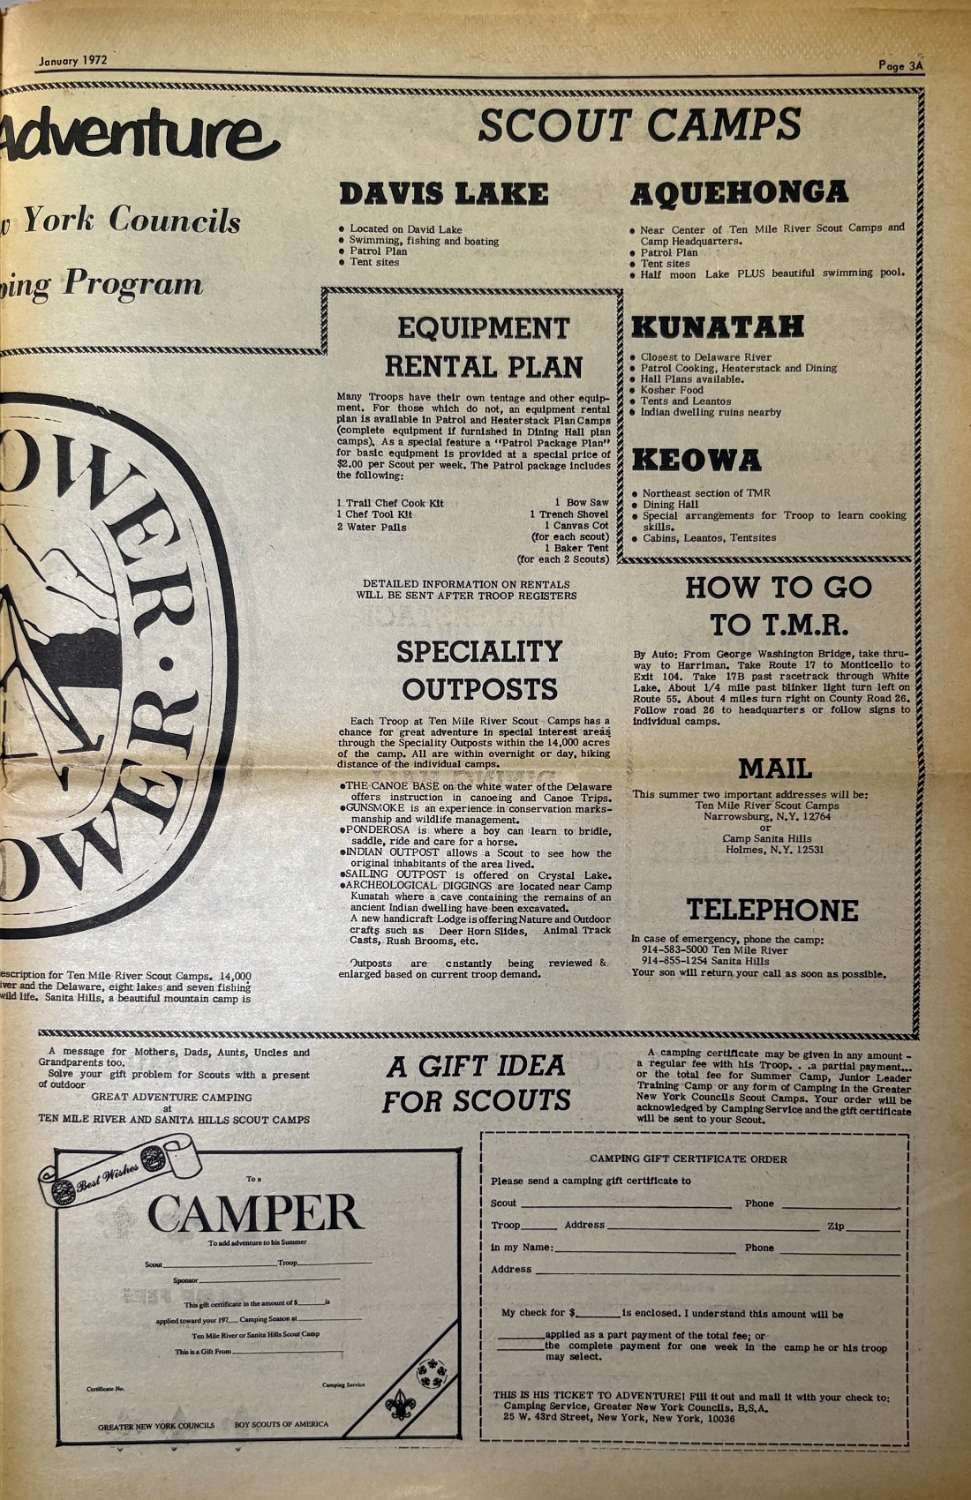 January 1972
Page 3A
Adventure
York Councils
Program
SCOUT CAMPS
DAVIS LAKE
● Located on David Lake
● Swimming, fishing and boating
● Patrol Plan
● Tent sites
AQUEHONGA
● Near Center of Ten Mile River Scout Camps and
Camp Headquarters.
● Patrol Plan
● Tent sites
● Half moon Lake PLUS beautiful swimming pool.
KUNATAH
● Closest to Delaware River
● Patrol Cooking, Heaterstack and Dining
● Hall Plans available.
● Kosher Food
● Tents and Leantos
● Indian dwelling ruins nearby
KEOWA
● Northeast section of TMR
● Dining Hall
● Special arrangements for Troop to learn cooking
skills.
● Cabins, Leantos, Tentsites
EQUIPMENT
RENTAL PLAN
Many Troops have their own tentage and other equip-
ment. For those which do not, an equipment rental
plan is available in Patrol and Heaterstack Plan Camps
(complete equipment if furnished in Dining Hall plan
camps). As a special feature a "Patrol Package Plan"
for basic equipment is provided at a special price of
$2.00 per Scout per week. The Patrol package includes
the following:
1 Trail Chef Cook Kit
1 Chef Tool Kit
2 Water Pails
1 Bow Saw
1 Trench Shovel
1 Canvas Cot
(for each scout)
1 Baker Tent
(for each 2 Scouts)
DETAILED INFORMATION ON RENTALS
WILL BE SENT AFTER TROOP REGISTERS
SPECIALITY
OUTPOSTS
Each Troop at Ten Mile River Scout Camps has a
chance for great adventure in special interest areas
through the Speciality Outposts within the 14,000 acres
of the camp. All are within overnight or day, hiking
distance of the individual camps.
●THE CANOE BASE on the white water of the Delaware
offers instruction in canoeing and Canoe Trips.
●GUNSMOKE is an experience in conservation marks-
manship and wildlife management.
●PONDEROSA is where a boy can learn to bridle,
saddle, ride and care for a horse.
●INDIAN OUTPOST allows a Scout to see how the
original inhabitants of the area lived.
●SAILING OUTPOST is offered on Crystal Lake.
●ARCHEOLOGICAL DIGGINGS are located near Camp
Kunatah where a cave containing the remains of an
ancient Indian dwelling have been excavated.
A new handicraft Lodge is offering Nature and Outdoor
crafts such as Deer Horn Slides, Animal Track
Casts, Rush Brooms, etc.
Outposts are cnstantly being reviewed &
enlarged based on current troop demand.
HOW TO GO
TO T.M.R.
By Auto: From George Washington Bridge, take thru-
way to Harriman. Take Route 17 to Monticello to
Exit 104. Take 17B past racetrack through White
Lake. About 1/4 mile past blinker light turn left on
Route 55. About 4 miles turn right on County Road 26.
Follow road 26 to headquarters or follow signs to
individual camps.
MAIL
This summer two important addresses will be:
Ten Mile River Scout Camps
Narrowsburg, N.Y. 12764
or
Camp Sanita Hills
Holmes, N.Y. 12531
TELEPHONE
In case of emergency, phone the camp:
914-583-5000 Ten Mile River
914-855-1254 Sanita Hills
Your son will return your call as soon as possible.
escription for Ten Mile River Scout Camps. 14,000
iver and the Delaware, eight lakes and seven fishing
wild life. Sanita Hills, a beautiful mountain camp is
A message for Mothers, Dads, Aunts, Uncles and
Grandparents too.
Solve your gift problem for Scouts with a present
of outdoor
GREAT ADVENTURE CAMPING
at
TEN MILE RIVER AND SANITA HILLS SCOUT CAMPS
A GIFT IDEA
FOR SCOUTS
A camping certificate may be given in any amount -
a regular fee with his Troop. . .a partial payment...
or the total fee for Summer Camp, Junior Leader
Training Camp or any form of Camping in the Greater
New York Councils Scout Camps. Your order will be
acknowledged by Camping Service and the gift certificate
will be sent to your Scout.
Best Wishes
To a
CAMPER
To add adventure to his Summer
Scout Troop
Sponsor
This gift certificate in the amount of $ is
applied toward your 197 Camping Season at
Ten Mile River or Sanita Hills Scout Camp
This is a Gift From
Certificate No.
Camping Service
GREATER NEW YORK COUNCILS BOY SCOUTS OF AMERICA
CAMPING GIFT CERTIFICATE ORDER
Please send a camping gift certificate to
Scout Phone
Troop Address Zip
in my Name: Phone
Address
My check for $ is enclosed. I understand this amount will be
applied as a part payment of the total fee; or
the complete payment for one week in the camp he or his troop
may select.
THIS IS HIS TICKET TO ADVENTURE! Fill it out and mail it with your check to:
Camping Service, Greater New York Councils. B.S.A.
25 W. 43rd Street, New York, New York, 10036